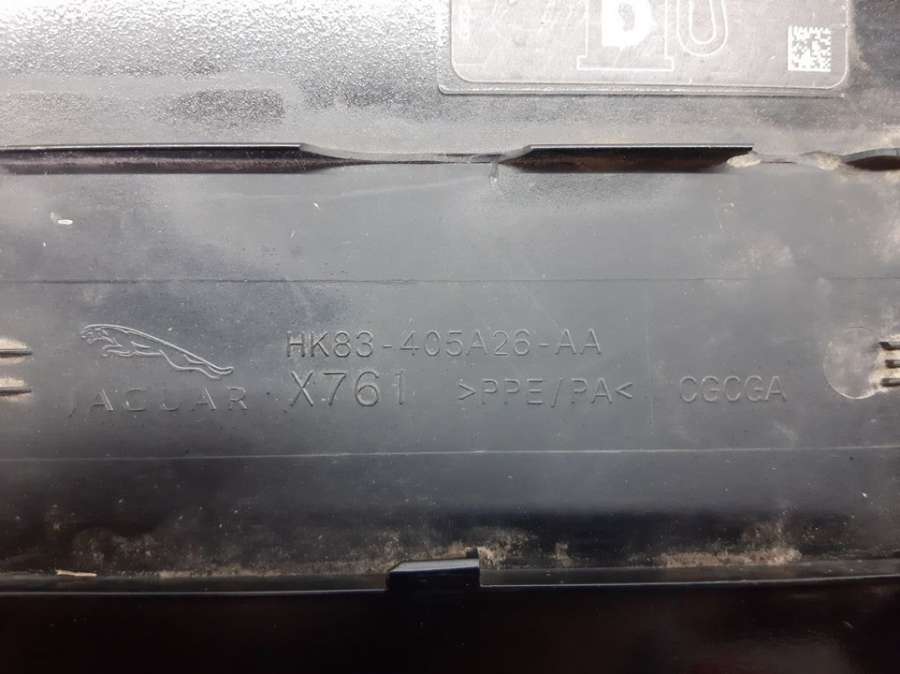 B
HK83-405A26-AA
JAGUAR X761 >PPE/PA< CGCGA